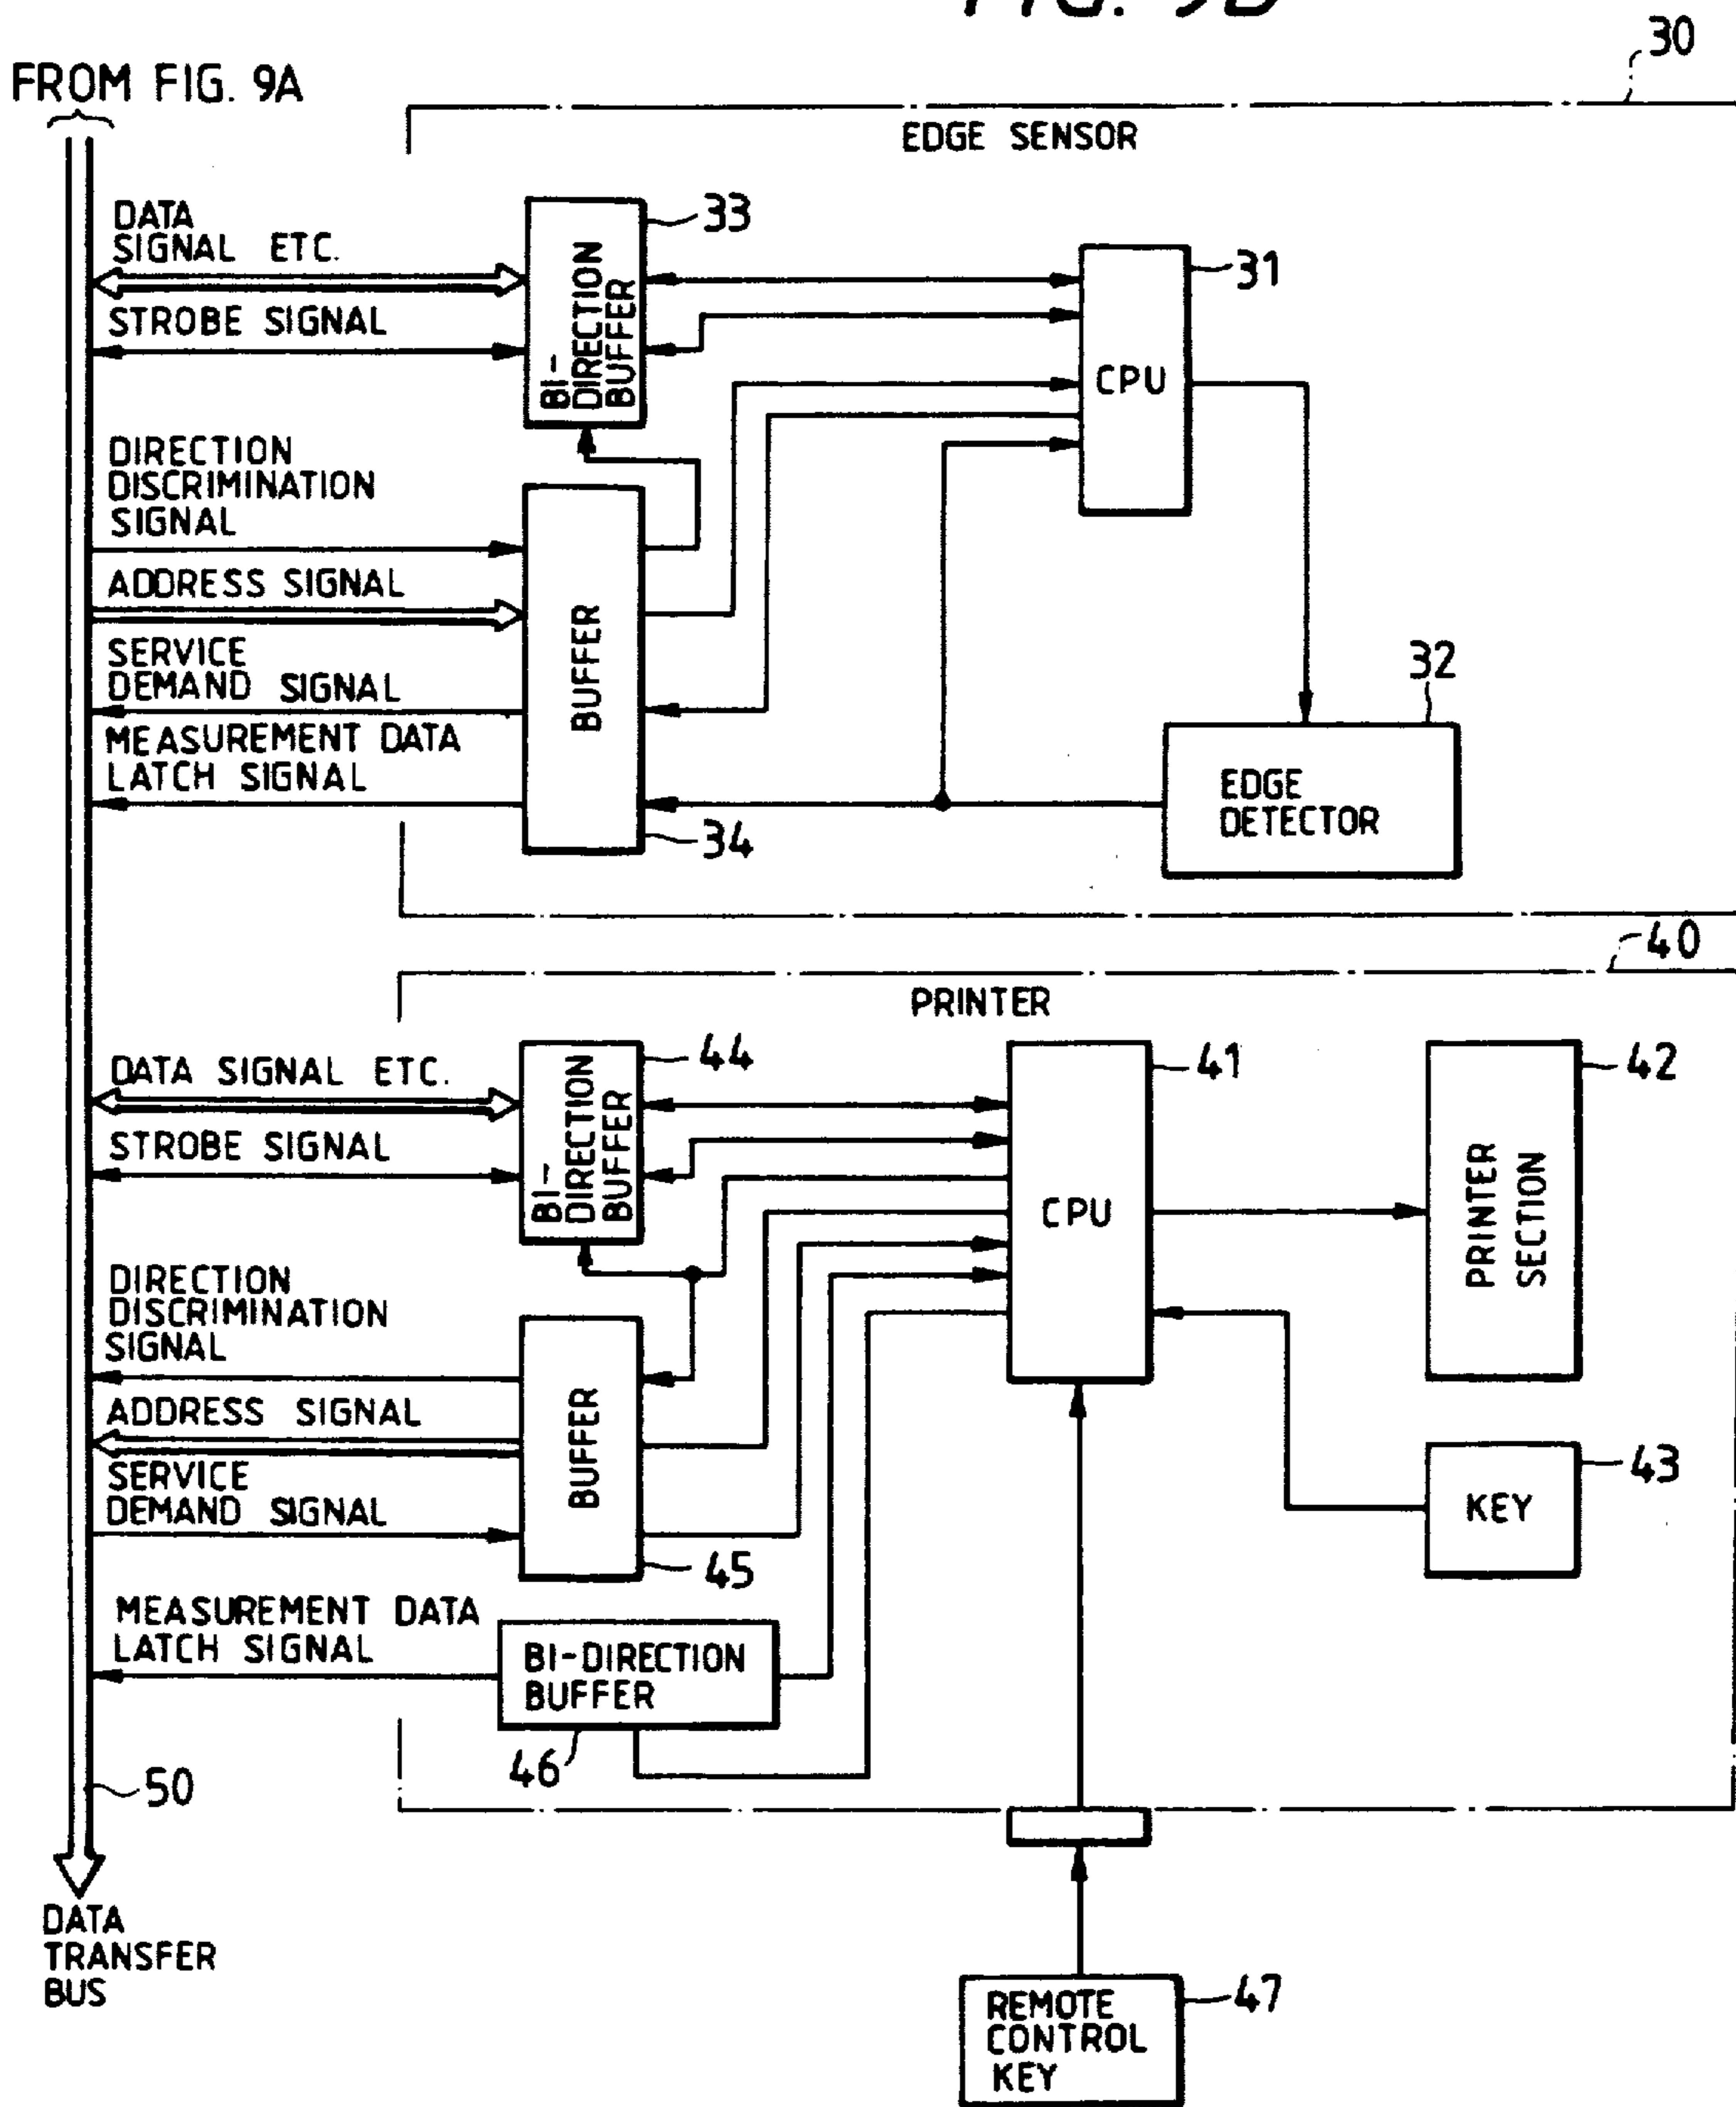 FIG. 9B
30
FROM FIG. 9A
EDGE SENSOR
DATA
SIGNAL ETC.
33
BI-
DIRECTION
BUFFER
31
STROBE SIGNAL
CPU
DIRECTION
DISCRIMINATION
SIGNAL
ADDRESS SIGNAL
BUFFER
SERVICE
DEMAND SIGNAL
32
MEASUREMENT DATA
LATCH SIGNAL
EDGE
DETECTOR
34
40
PRINTER
DATA SIGNAL ETC.
44
BI-
DIRECTION
BUFFER
41
42
STROBE SIGNAL
CPU
PRINTER
SECTION
DIRECTION
DISCRIMINATION
SIGNAL
ADDRESS SIGNAL
BUFFER
SERVICE
DEMAND SIGNAL
43
KEY
45
MEASUREMENT DATA
LATCH SIGNAL
BI-DIRECTION
BUFFER
46
50
DATA
TRANSFER
BUS
REMOTE
CONTROL
KEY
47